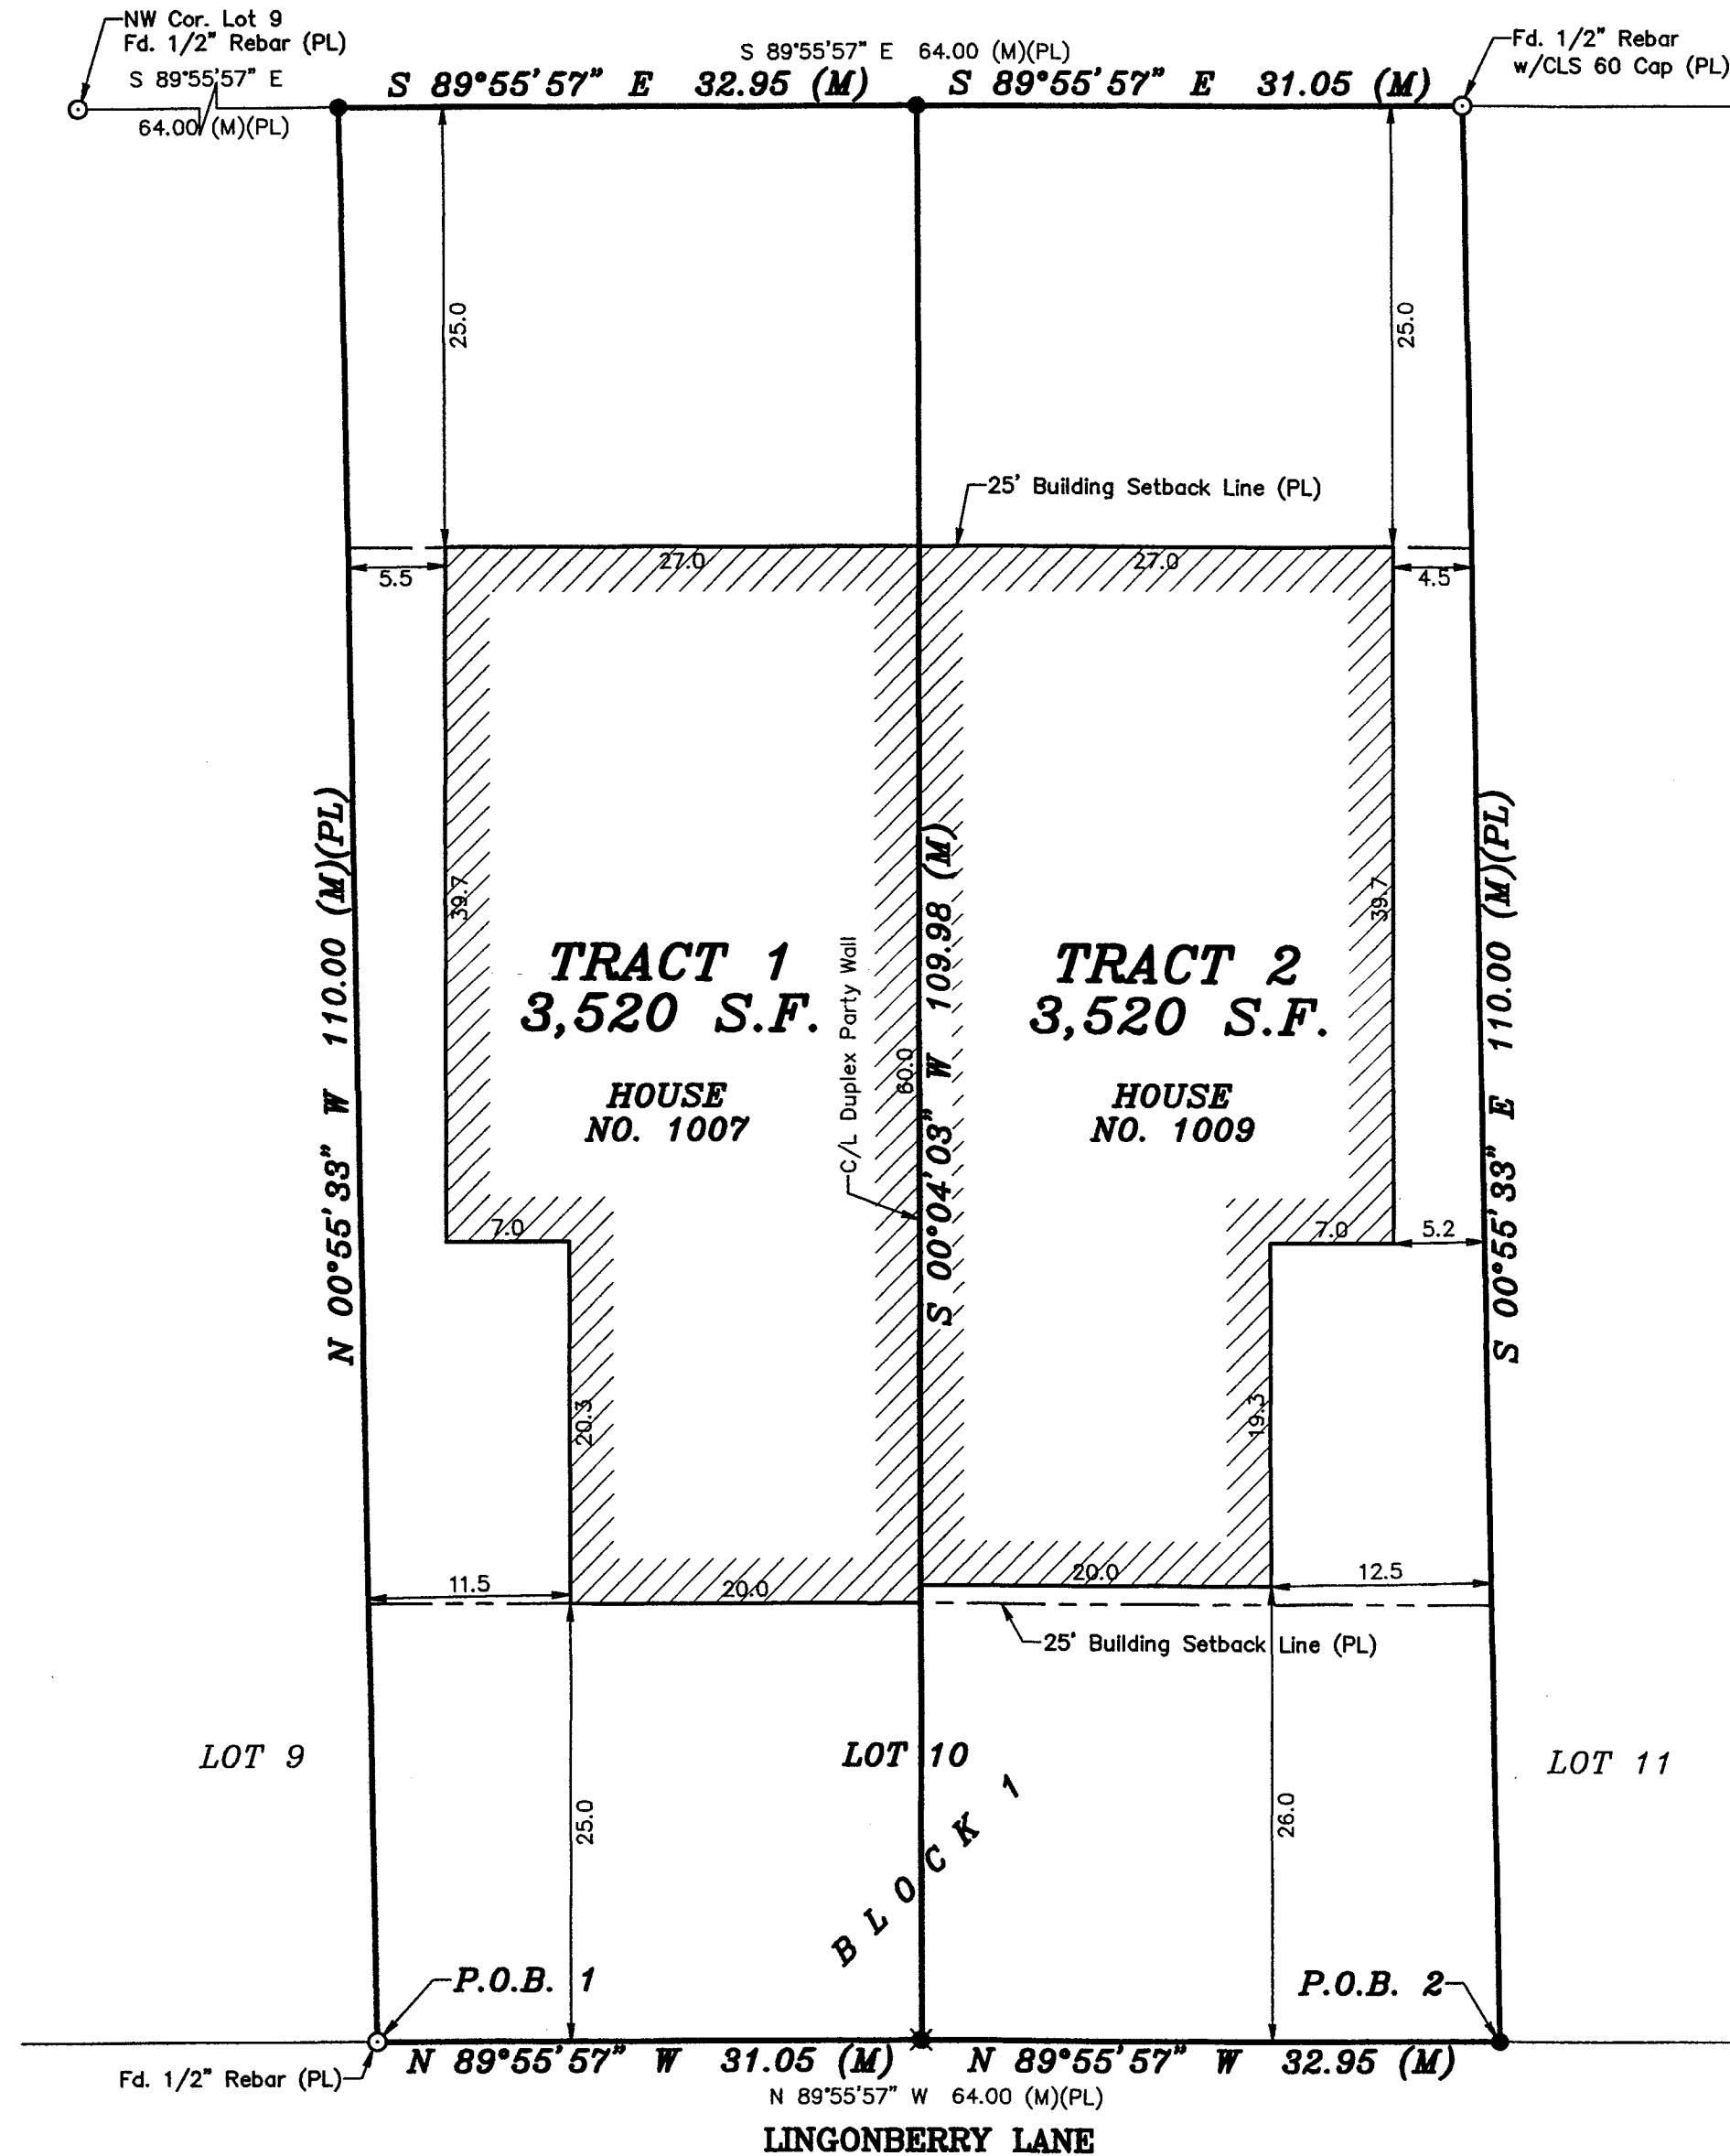 NW Cor. Lot 9
Fd. 1/2" Rebar (PL)
S 89°55'57" E
64.00 (M)(PL)
S 89°55'57" E 64.00 (M)(PL)
S 89°55'57" E 32.95 (M)
S 89°55'57" E 31.05 (M)
Fd. 1/2" Rebar
w/CLS 60 Cap (PL)
25.0
25.0
25' Building Setback Line (PL)
5.5
27.0
27.0
4.5
N 00°55'33" W 110.00 (M)(PL)
39.7
TRACT 1
3,520 S.F.
HOUSE
NO. 1007
C/L Duplex Party Wall
60.0
S 00°04'03" W 109.98 (M)
TRACT 2
3,520 S.F.
HOUSE
NO. 1009
39.7
S 00°55'33" E 110.00 (M)(PL)
7.0
7.0
5.2
20.3
19.3
11.5
20.0
20.0
12.5
25' Building Setback Line (PL)
LOT 9
LOT 10
LOT 11
BLOCK 1
25.0
26.0
P.O.B. 1
P.O.B. 2
Fd. 1/2" Rebar (PL)
N 89°55'57" W 31.05 (M)
N 89°55'57" W 32.95 (M)
N 89°55'57" W 64.00 (M)(PL)
LINGONBERRY LANE